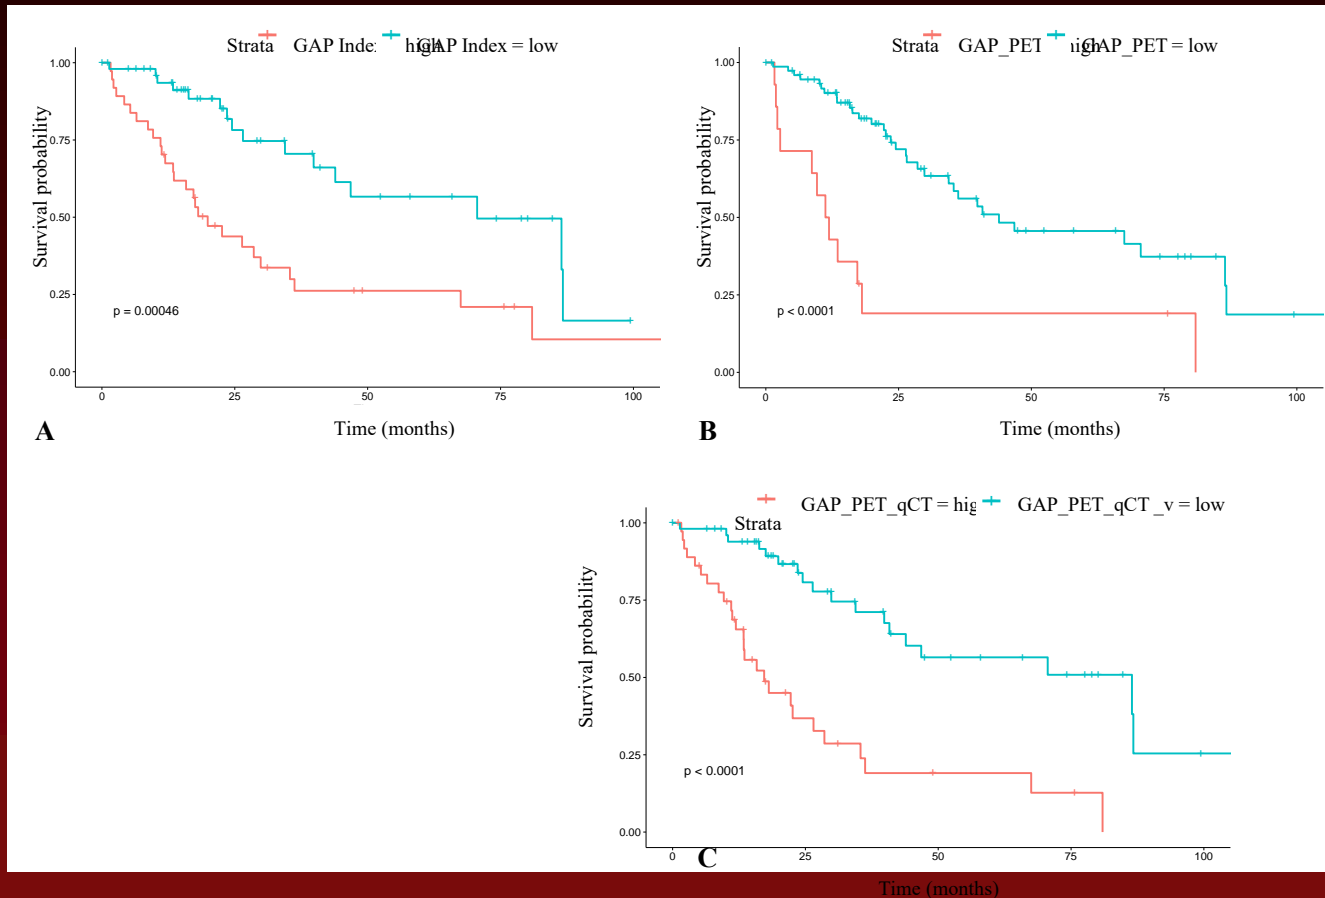 Strata GAP Index high GAP Index = low
Survival probability
1.00
0.75
0.50
0.25
0.00
p = 0.00046
0 25 50 75 100
Time (months)
A
Strata GAP_PET high GAP_PET = low
Survival probability
1.00
0.75
0.50
0.25
0.00
p < 0.0001
0 25 50 75 100
Time (months)
B
GAP_PET_qCT = hig GAP_PET_qCT _v = low
Strata
Survival probability
1.00
0.75
0.50
0.25
0.00
p < 0.0001
0 25 50 75 100
C
Time (months)